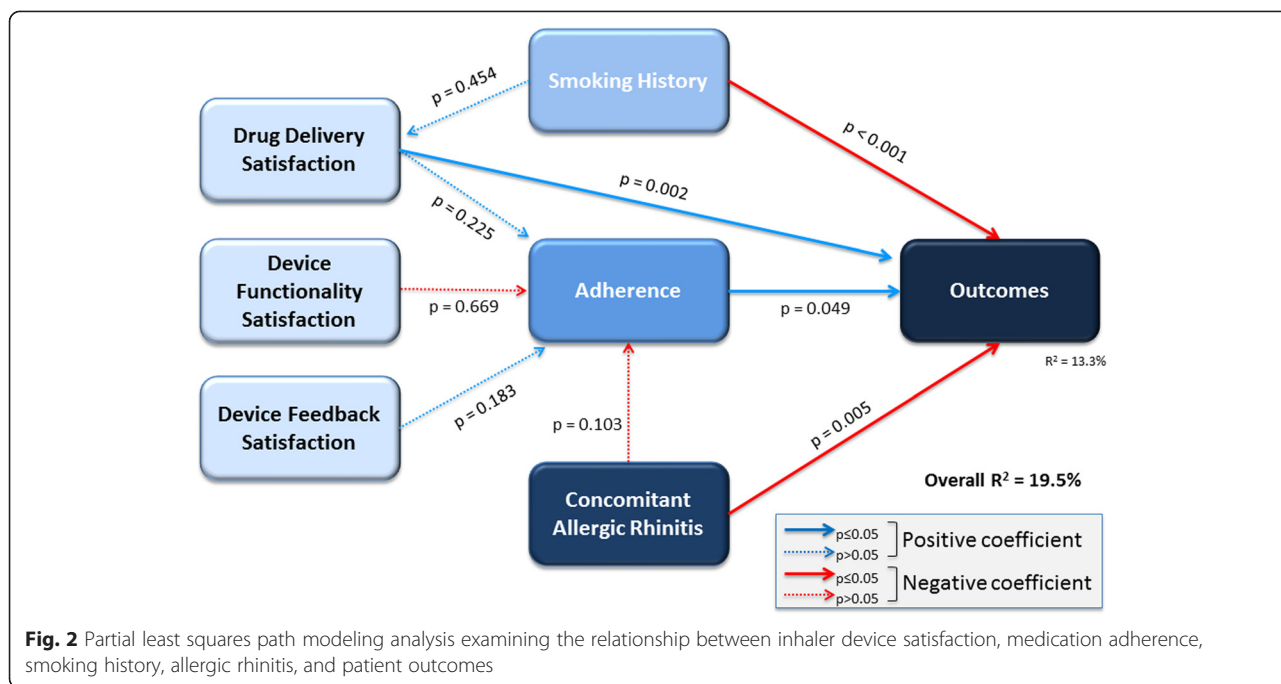 Smoking History
p = 0.454
Drug Delivery
Satisfaction
p < 0.001
p = 0.002
p = 0.225
Device
Functionality
Satisfaction
p = 0.669
Adherence
p = 0.049
Outcomes
R² = 13.3%
Device Feedback
Satisfaction
p = 0.183
p = 0.103
p = 0.005
Concomitant
Allergic Rhinitis
Overall R² = 19.5%
p≤0.05
p>0.05
Positive coefficient
p≤0.05
p>0.05
Negative coefficient
Fig. 2 Partial least squares path modeling analysis examining the relationship between inhaler device satisfaction, medication adherence,
smoking history, allergic rhinitis, and patient outcomes